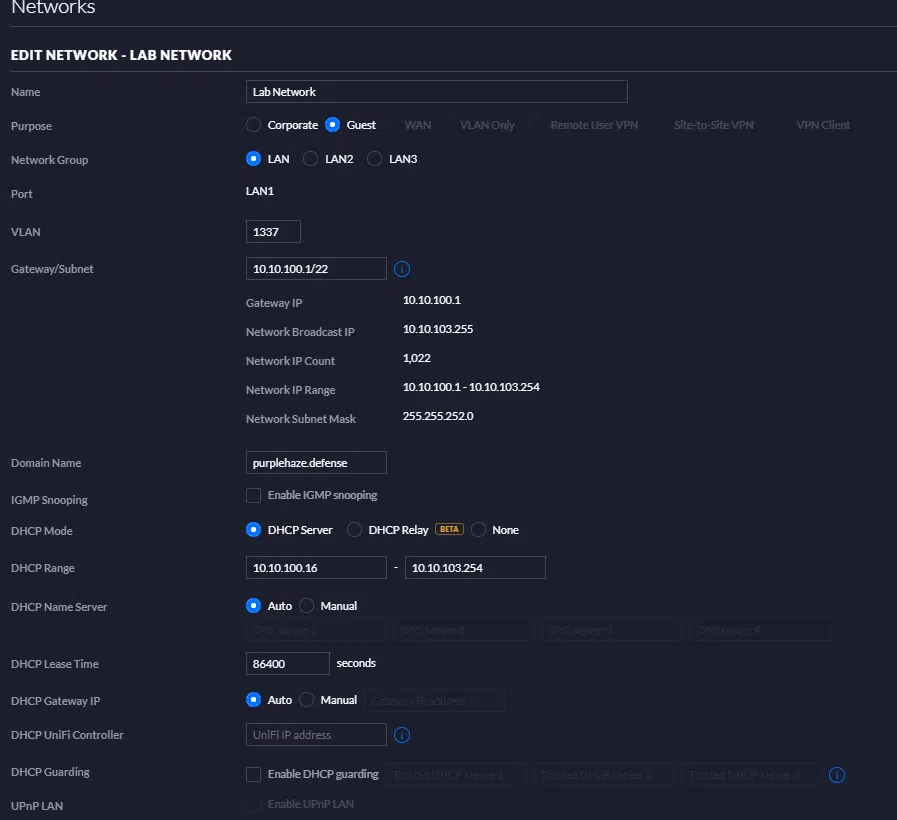 Networks
EDIT NETWORK - LAB NETWORK
Name Lab Network
Purpose Corporate Guest WAN VLAN Only Remote User VPN Site-to-Site VPN VPN Client
Network Group LAN LAN2 LAN3
Port LAN1
VLAN 1337
Gateway/Subnet 10.10.100.1/22
Gateway IP 10.10.100.1
Network Broadcast IP 10.10.103.255
Network IP Count 1,022
Network IP Range 10.10.100.1 - 10.10.103.254
Network Subnet Mask 255.255.252.0
Domain Name purplehaze.defense
IGMP Snooping Enable IGMP snooping
DHCP Mode DHCP Server DHCP Relay BETA None
DHCP Range 10.10.100.16 - 10.10.103.254
DHCP Name Server Auto Manual
DNS server 1 DNS server 2 DNS server 3 DNS server 4
DHCP Lease Time 86400 seconds
DHCP Gateway IP Auto Manual Gateway IP address
DHCP UniFi Controller UniFi IP address
DHCP Guarding Enable DHCP guarding Trusted DHCP server 1 Trusted DHCP server 2 Trusted DHCP server 3
UPnP LAN Enable UPnP LAN